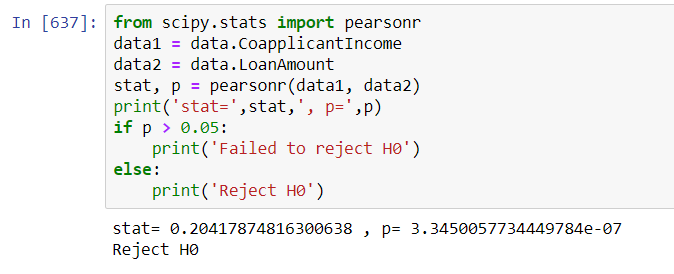 In [637]: from scipy.stats import pearsonr
data1 = data.CoapplicantIncome
data2 = data.LoanAmount
stat, p = pearsonr(data1, data2)
print('stat=',stat,', p=',p)
if p > 0.05:
    print('Failed to reject H0')
else:
    print('Reject H0')
stat= 0.20417874816300638 , p= 3.3450057734449784e-07
Reject H0